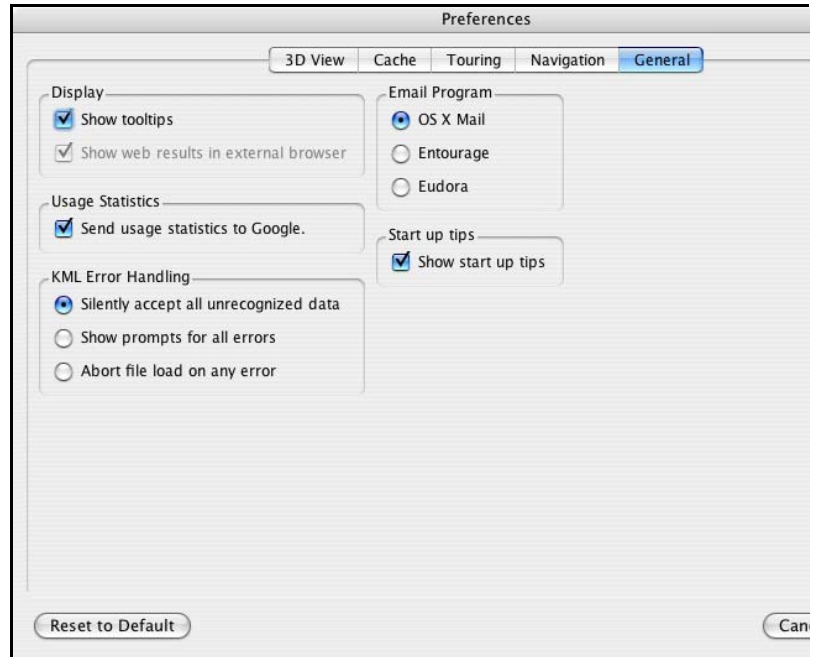 Preferences
3D View Cache Touring Navigation General
Display
Show tooltips
Show web results in external browser
Usage Statistics
Send usage statistics to Google.
KML Error Handling
Silently accept all unrecognized data
Show prompts for all errors
Abort file load on any error
Email Program
OS X Mail
Entourage
Eudora
Start up tips
Show start up tips
Reset to Default
Can